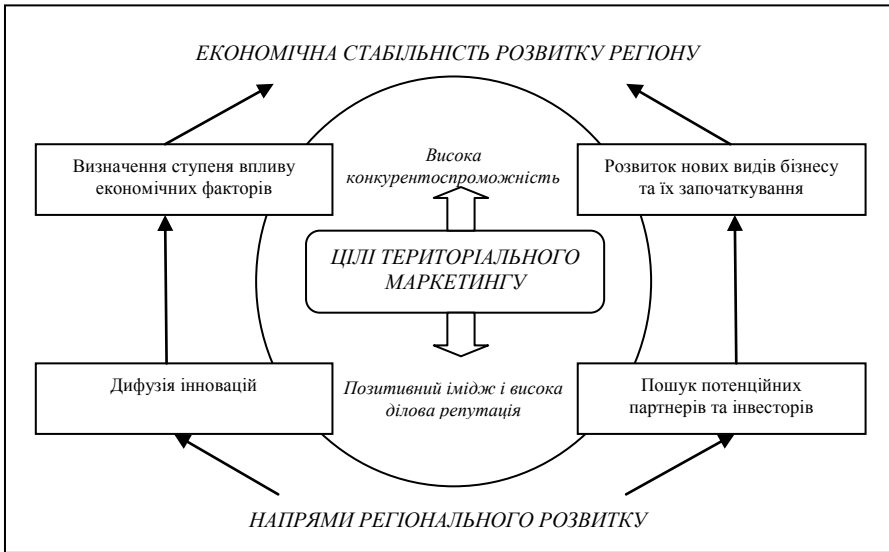 ЕКОНОМІЧНА СТАБІЛЬНІСТЬ РОЗВИТКУ РЕГІОНУ
Визначення ступеня впливу
економічних факторів
Висока
конкурентоспроможність
Розвиток нових видів бізнесу
та їх започаткування
ЦІЛІ ТЕРИТОРІАЛЬНОГО
МАРКЕТИНГУ
Дифузія інновацій
Позитивний імідж і висока
ділова репутація
Пошук потенційних
партнерів та інвесторів
НАПРЯМИ РЕГІОНАЛЬНОГО РОЗВИТКУ